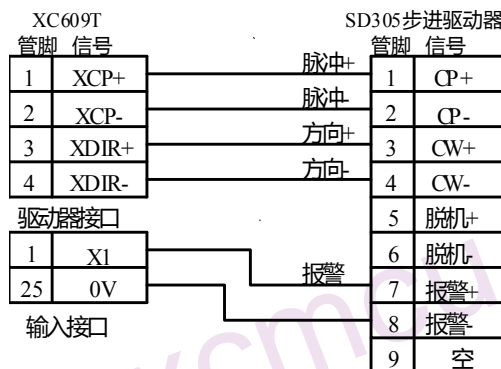 XC609T SD305步进驱动器
管脚 信号 管脚 信号
1 XCP+ 脉冲+ 1 CP+
2 XCP- 脉冲- 2 CP-
3 XDIR+ 方向+ 3 CW+
4 XDIR- 方向- 4 CW-
驱动器接口 5 脱机+
1 X1 6 脱机-
25 0V 报警 7 报警+
输入接口 8 报警-
9 空
xcmcu